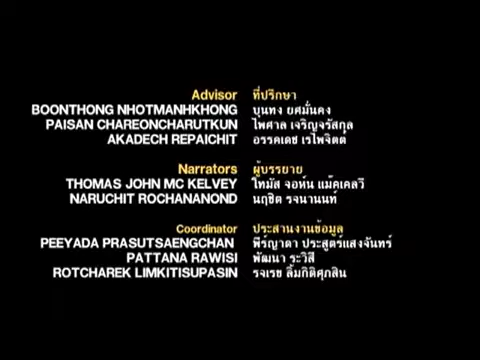 Advisor ที่ปรึกษา
BOONTHONG NHOTMANHKHONG บุนทง ยศมั่นคง
PAISAN CHAREONCHARUTKUN ไพศาล เจริญจรัสกุล
AKADECH REPAICHIT อรรคเดช เรไพจิตต์
Narrators ผู้บรรยาย
THOMAS JOHN MC KELVEY โทมัส จอห์น แม็คเคลวี
NARUCHIT ROCHANANOND นฤชิต รจนานนท์
Coordinator ประสานงานข้อมูล
PEEYADA PRASUTSAENGCHAN พีร์ญาดา ประสูตร์แสงจันทร์
PATTANA RAWISI พัฒนา ระวิสี
ROTCHAREK LIMKITISUPASIN รจเรข ลิ้มกิติศุภสิน